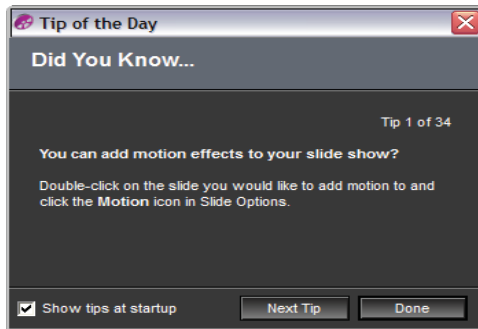 Tip of the Day
Did You Know...
Tip 1 of 34
You can add motion effects to your slide show?
Double-click on the slide you would like to add motion to and
click the Motion icon in Slide Options.
Show tips at startup
Next Tip
Done